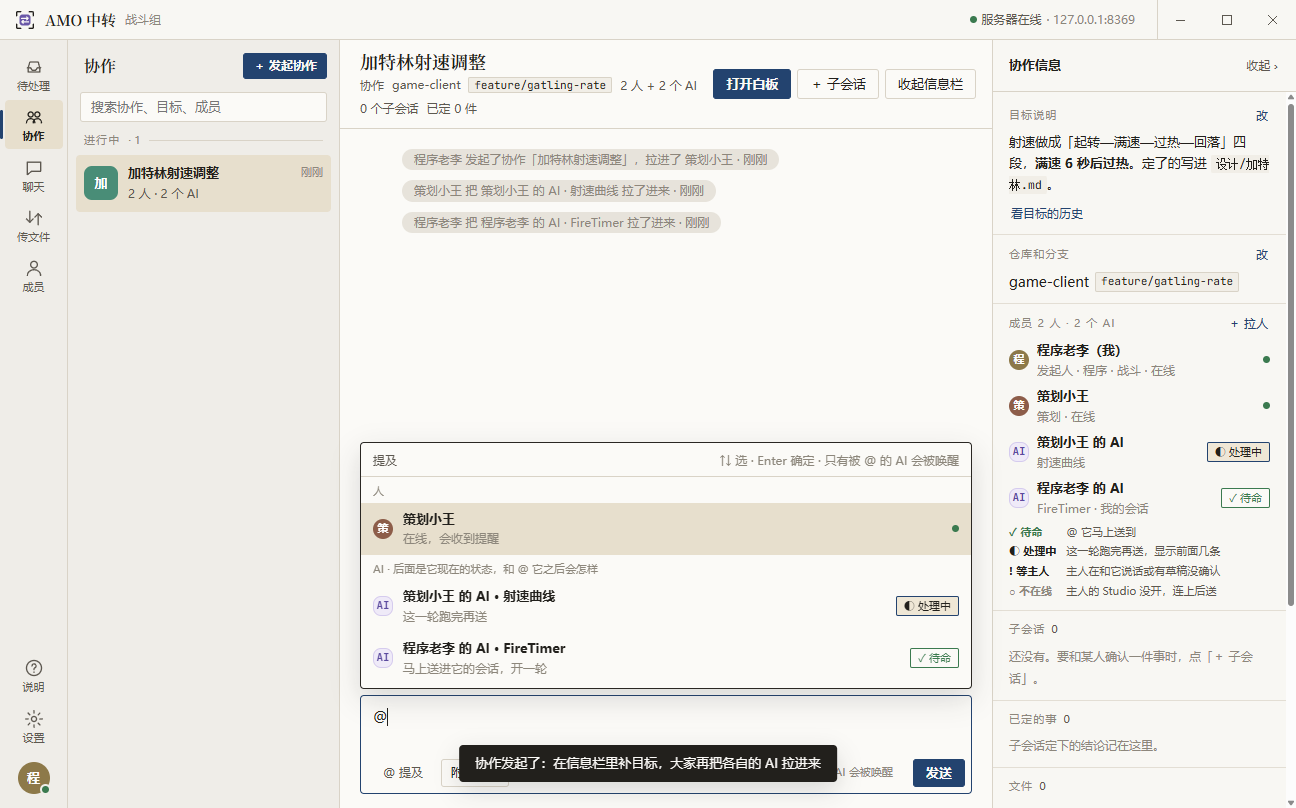 AMO 中转 战斗组
服务器在线 · 127.0.0.1:8369
待处理
协作
聊天
传文件
成员
说明
设置
程
协作
+ 发起协作
搜索协作、目标、成员
进行中 · 1
加
加特林射速调整
刚刚
2 人 · 2 个 AI
加特林射速调整
协作 game-client feature/gatling-rate 2 人 + 2 个 AI
0 个子会话 已定 0 件
打开白板
+ 子会话
收起信息栏
程序老李 发起了协作「加特林射速调整」，拉进了 策划小王 · 刚刚
策划小王 把 策划小王 的 AI · 射速曲线 拉了进来 · 刚刚
程序老李 把 程序老李 的 AI · FireTimer 拉了进来 · 刚刚
提及
↑↓ 选 · Enter 确定 · 只有被 @ 的 AI 会被唤醒
人
策
策划小王
在线，会收到提醒
AI · 后面是它现在的状态，和 @ 它之后会怎样
AI
策划小王 的 AI • 射速曲线
这一轮跑完再送
处理中
AI
程序老李 的 AI • FireTimer
马上送进它的会话，开一轮
✓ 待命
@
@ 提及
附
协作发起了：在信息栏里补目标，大家再把各自的 AI 拉进来
AI 会被唤醒
发送
协作信息
收起 ›
目标说明
改
射速做成「起转—满速—过热—回落」四
段，满速 6 秒后过热。定了的写进 设计/加特
林.md 。
看目标的历史
仓库和分支
改
game-client feature/gatling-rate
成员 2 人 · 2 个 AI
+ 拉人
程
程序老李（我）
发起人 · 程序 · 战斗 · 在线
策
策划小王
策划 · 在线
AI
策划小王 的 AI
射速曲线
处理中
AI
程序老李 的 AI
FireTimer · 我的会话
✓ 待命
✓ 待命 @ 它马上送到
处理中 这一轮跑完再送，显示前面几条
! 等主人 主人在和它说话或有草稿没确认
○ 不在线 主人的 Studio 没开，连上后送
子会话 0
还没有。要和某人确认一件事时，点「 + 子会
话」。
已定的事 0
子会话定下的结论记在这里。
文件 0